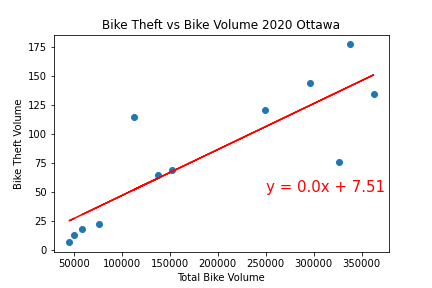 Bike Theft vs Bike Volume 2020 Ottawa
175
150
125
100
75
50
25
0
Bike Theft Volume
y = 0.0x + 7.51
50000 100000 150000 200000 250000 300000 350000
Total Bike Volume